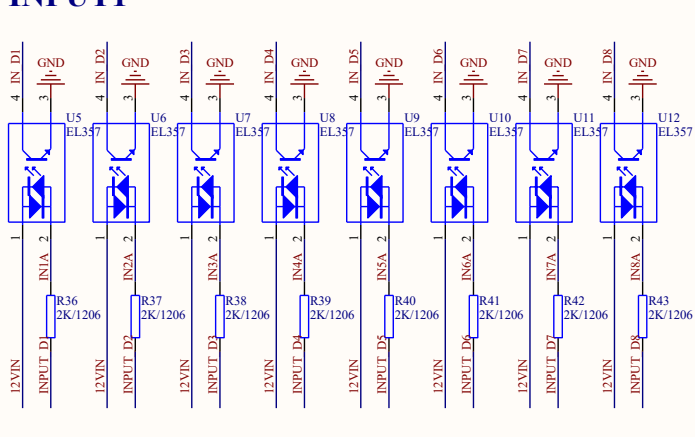 IN D1 GND IN D2 GND IN D3 GND IN D4 GND IN D5 GND IN D6 GND IN D7 GND IN D8 GND
4 3 4 3 4 3 4 3 4 3 4 3 4 3 4 3
U5 U6 U7 U8 U9 U10 U11 U12
EL357 EL357 EL357 EL357 EL357 EL357 EL357 EL357
1 2 1 2 1 2 1 2 1 2 1 2 1 2 1 2
IN1A IN2A IN3A IN4A IN5A IN6A IN7A IN8A
R36 R37 R38 R39 R40 R41 R42 R43
2K/1206 2K/1206 2K/1206 2K/1206 2K/1206 2K/1206 2K/1206 2K/1206
12VIN INPUT D1 12VIN INPUT D2 12VIN INPUT D3 12VIN INPUT D4 12VIN INPUT D5 12VIN INPUT D6 12VIN INPUT D7 12VIN INPUT D8